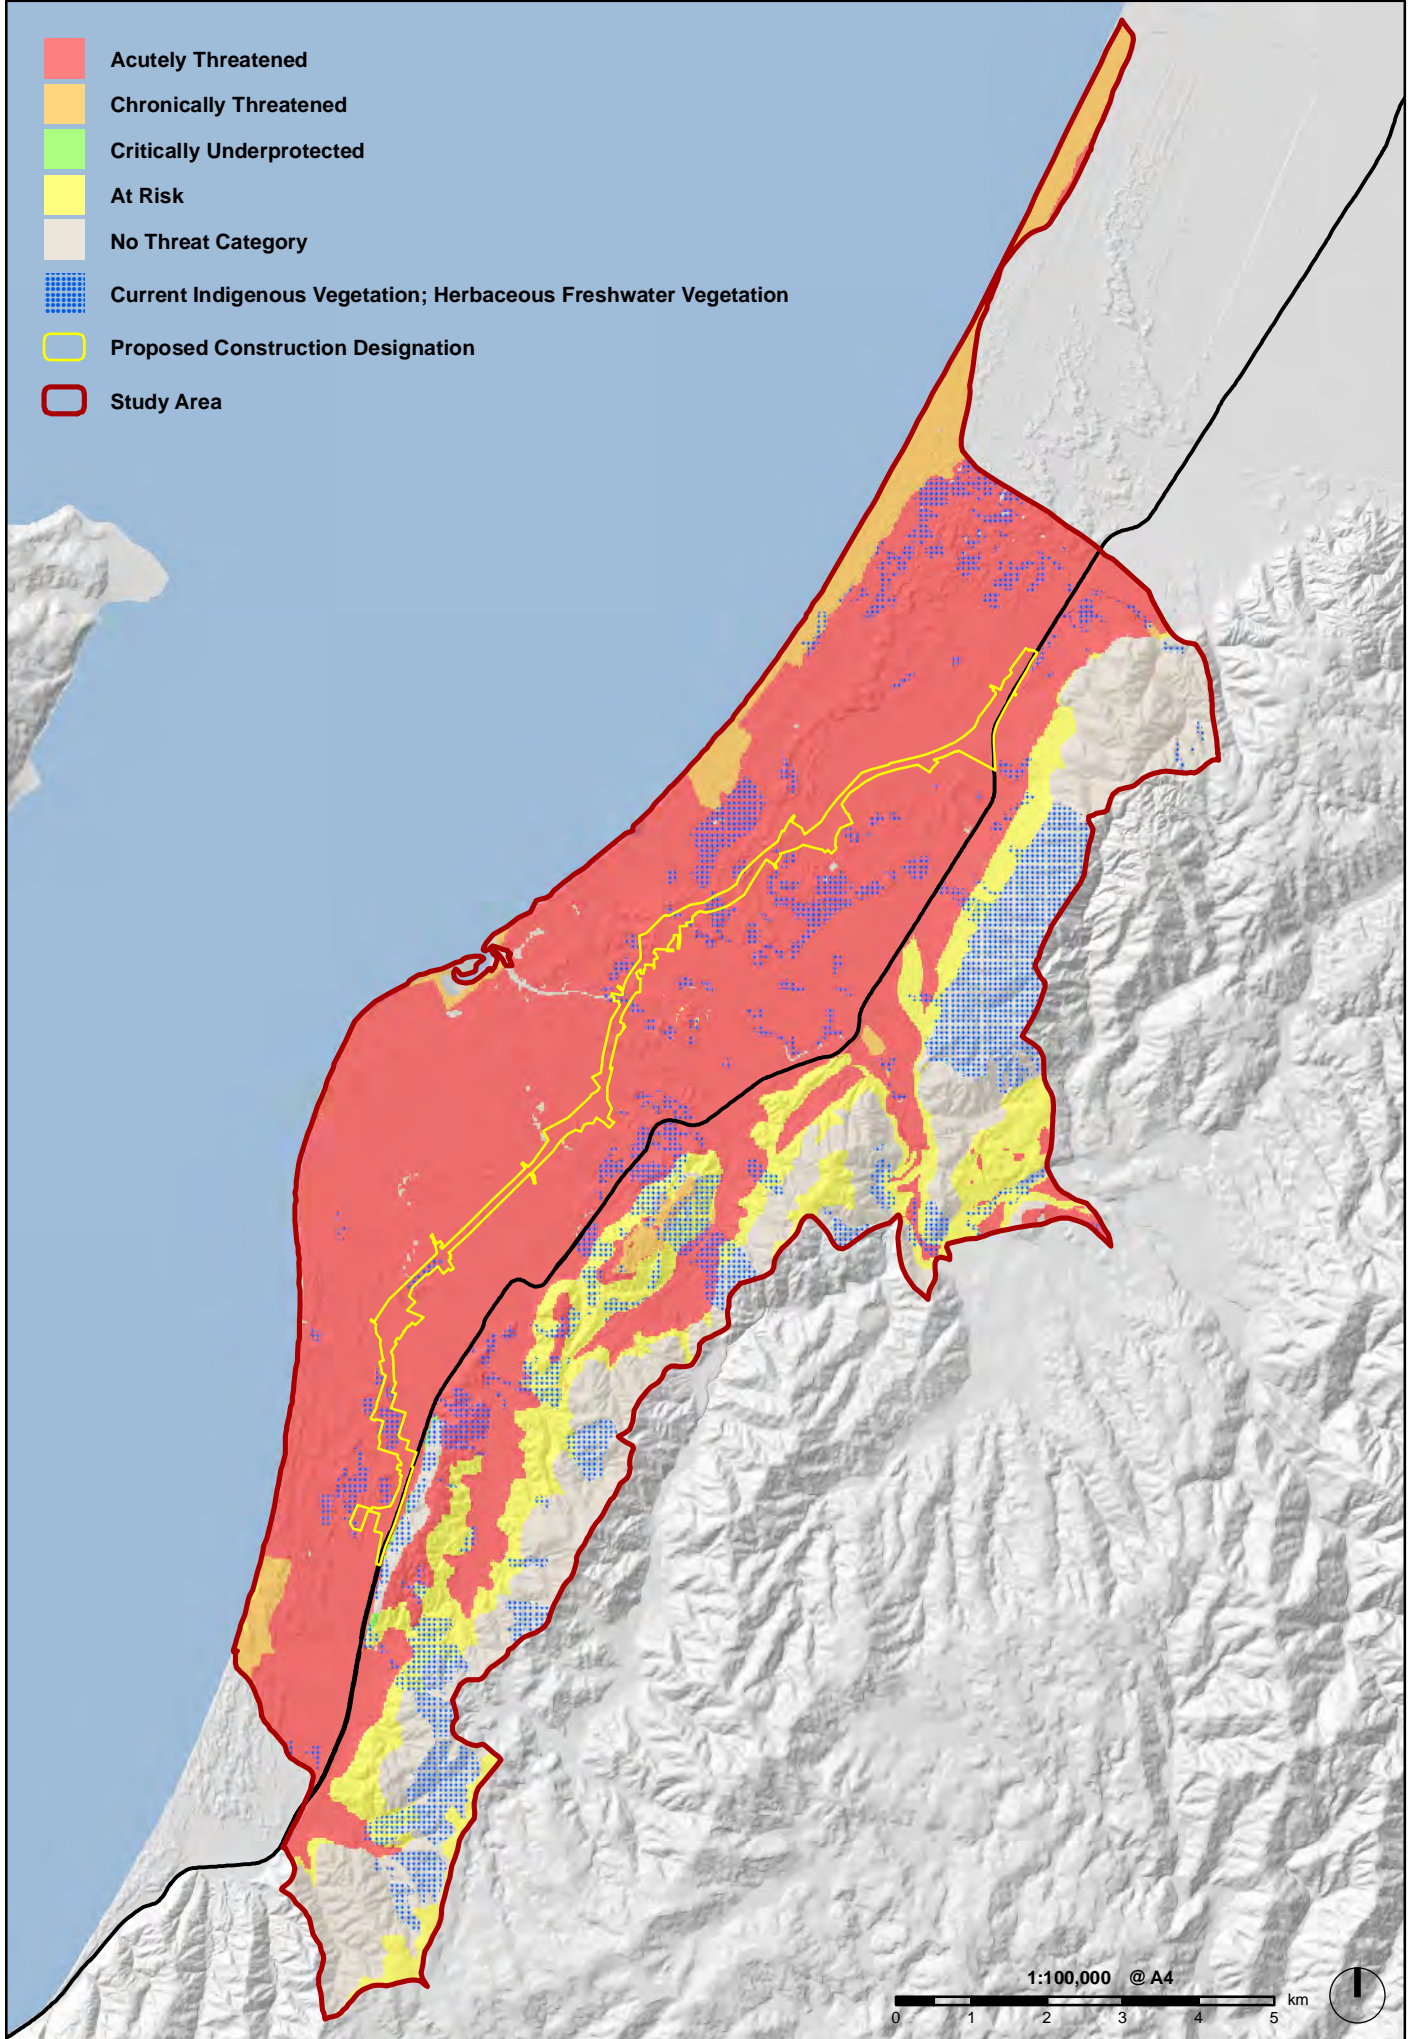 Acutely Threatened
Chronically Threatened
Critically Underprotected
At Risk
No Threat Category
Current Indigenous Vegetation; Herbaceous Freshwater Vegetation
Proposed Construction Designation
Study Area
1:100,000 @ A4
km
0 1 2 3 4 5